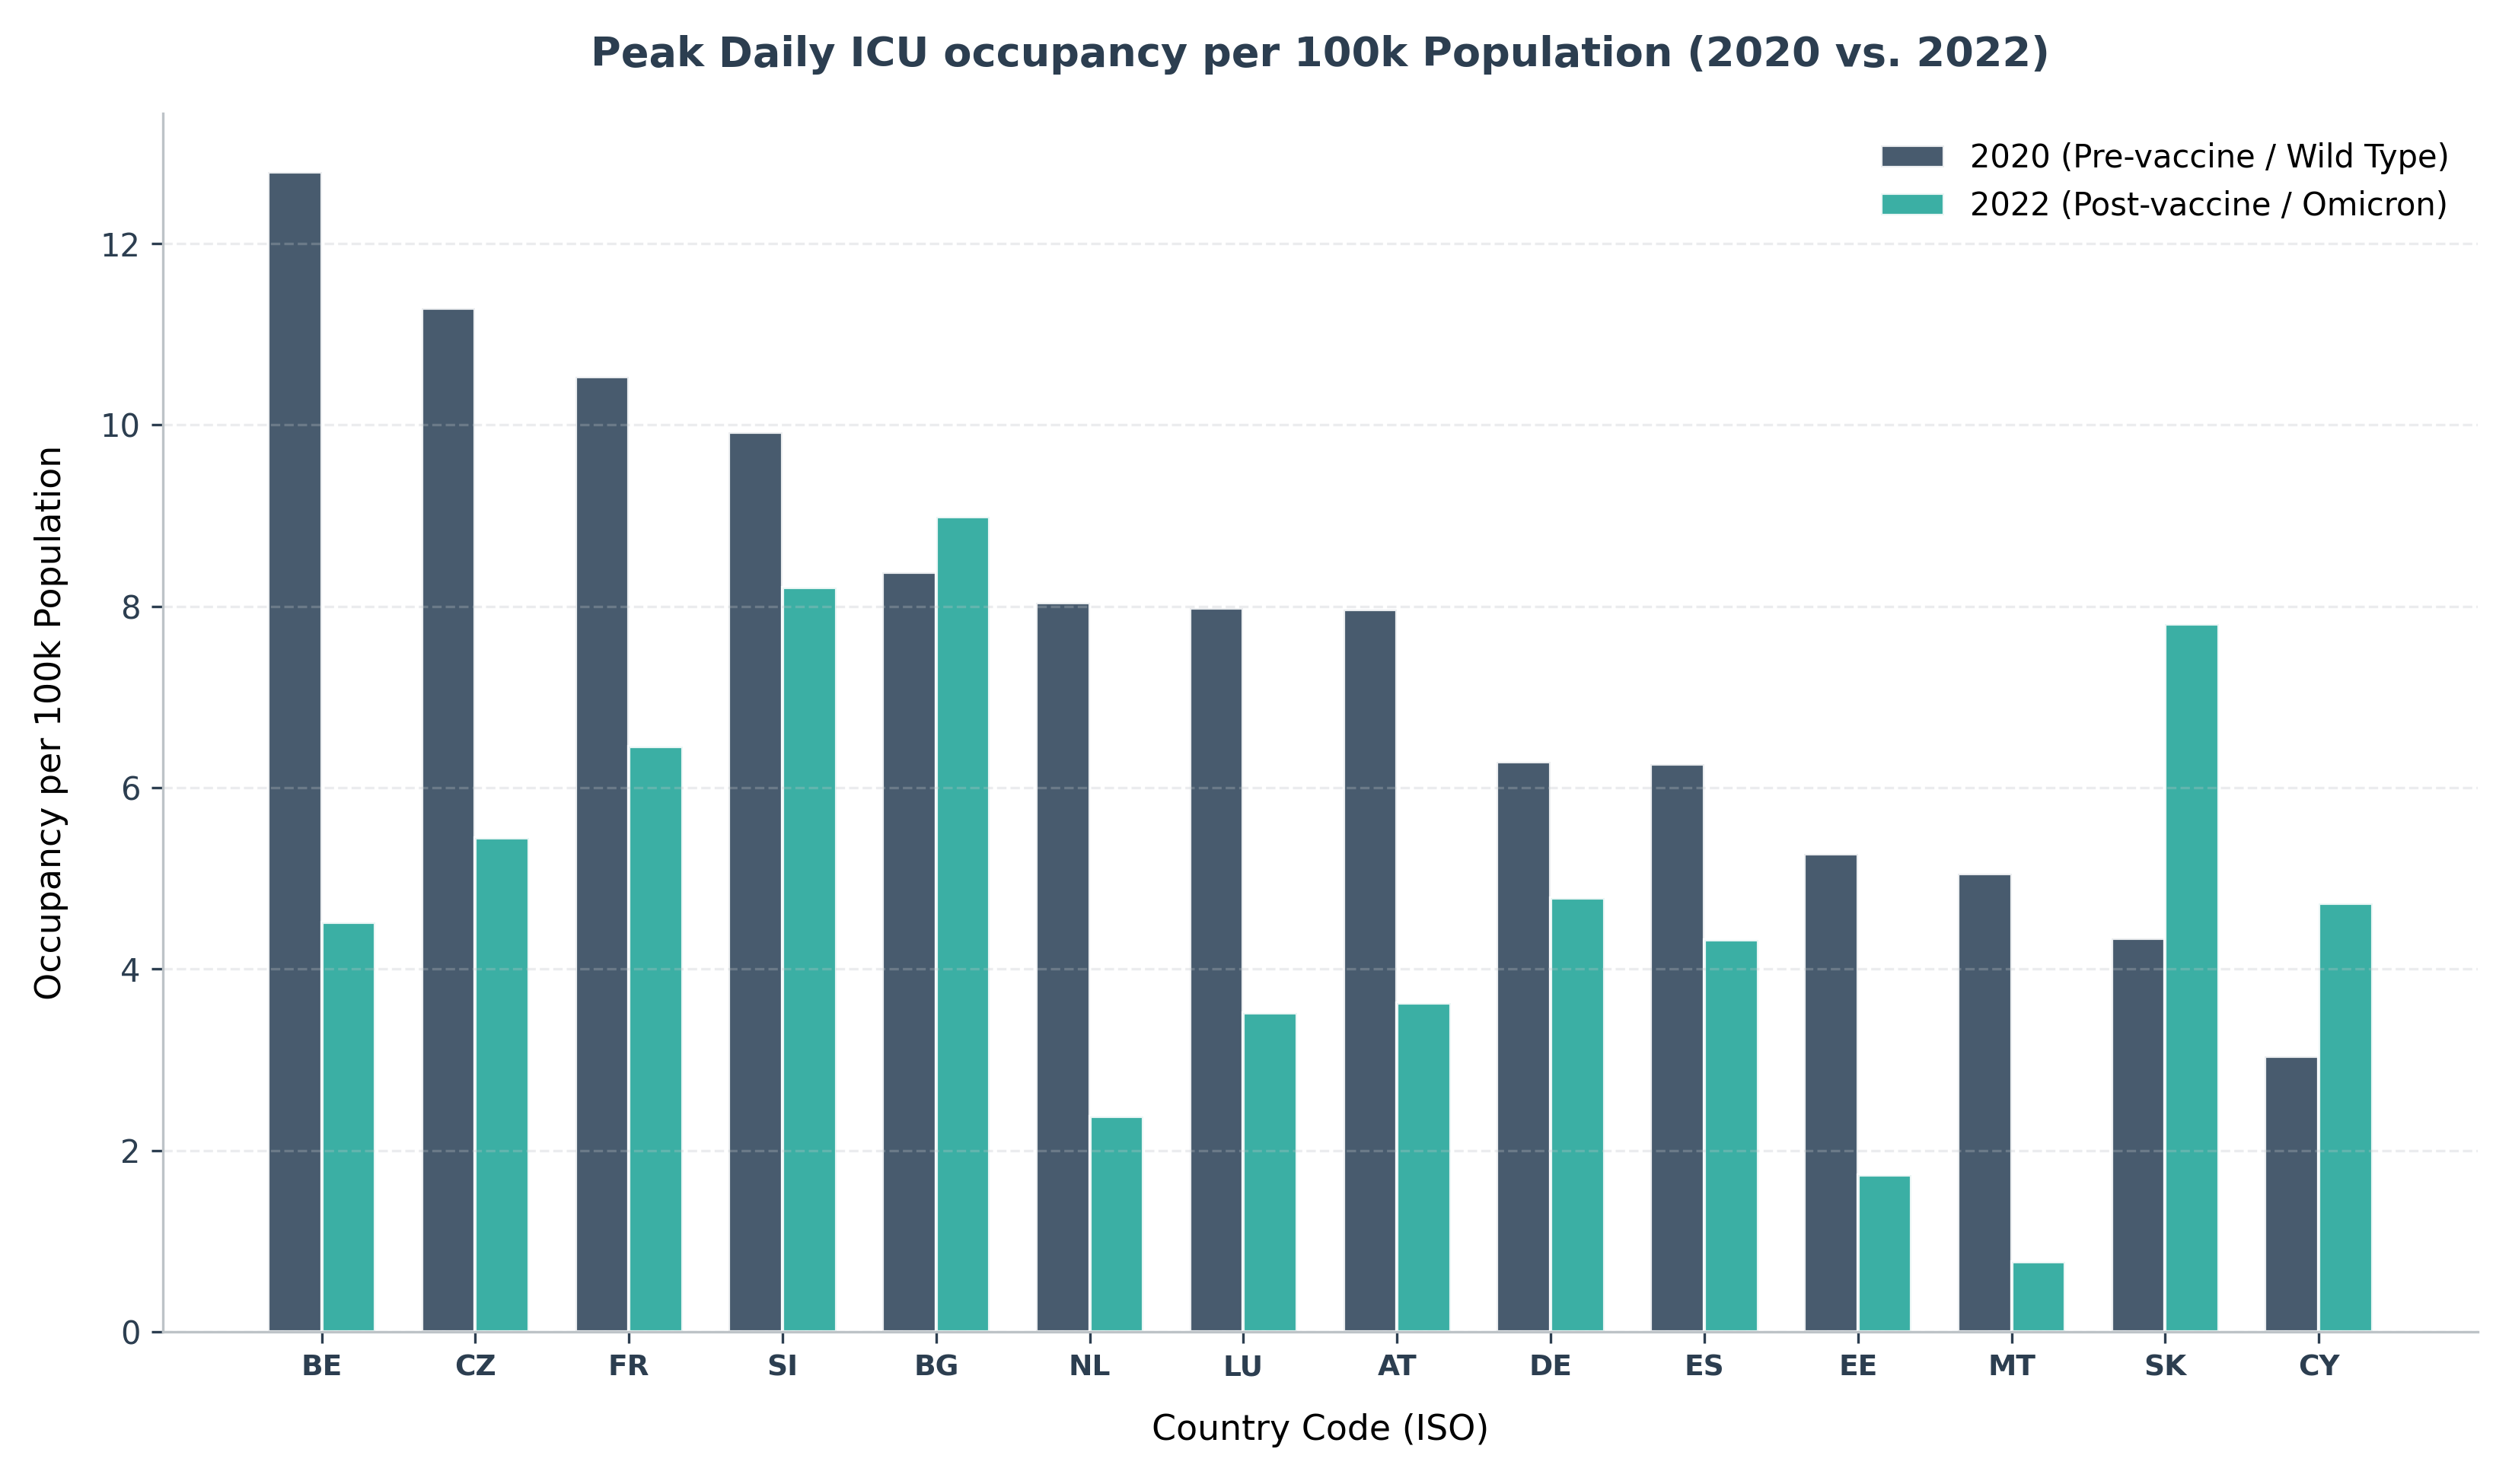 Peak Daily ICU occupancy per 100k Population (2020 vs. 2022)
2020 (Pre-vaccine / Wild Type)
2022 (Post-vaccine / Omicron)
Occupancy per 100k Population
12
10
8
6
4
2
0
BE CZ FR SI BG NL LU AT DE ES EE MT SK CY
Country Code (ISO)